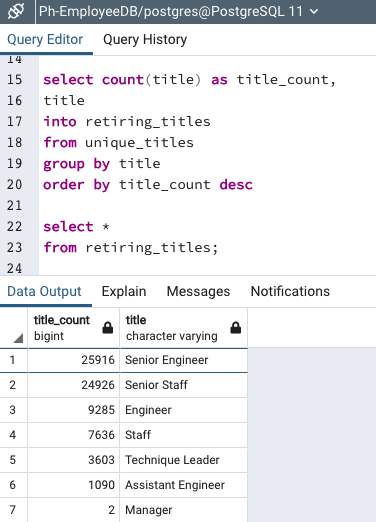 Ph-EmployeeDB/postgres@PostgreSQL 11
Query Editor Query History
14
15 select count(title) as title_count,
16 title
17 into retiring_titles
18 from unique_titles
19 group by title
20 order by title_count desc
21
22 select *
23 from retiring_titles;
24
Data Output Explain Messages Notifications
title_count title
bigint character varying
1 25916 Senior Engineer
2 24926 Senior Staff
3 9285 Engineer
4 7636 Staff
5 3603 Technique Leader
6 1090 Assistant Engineer
7 2 Manager